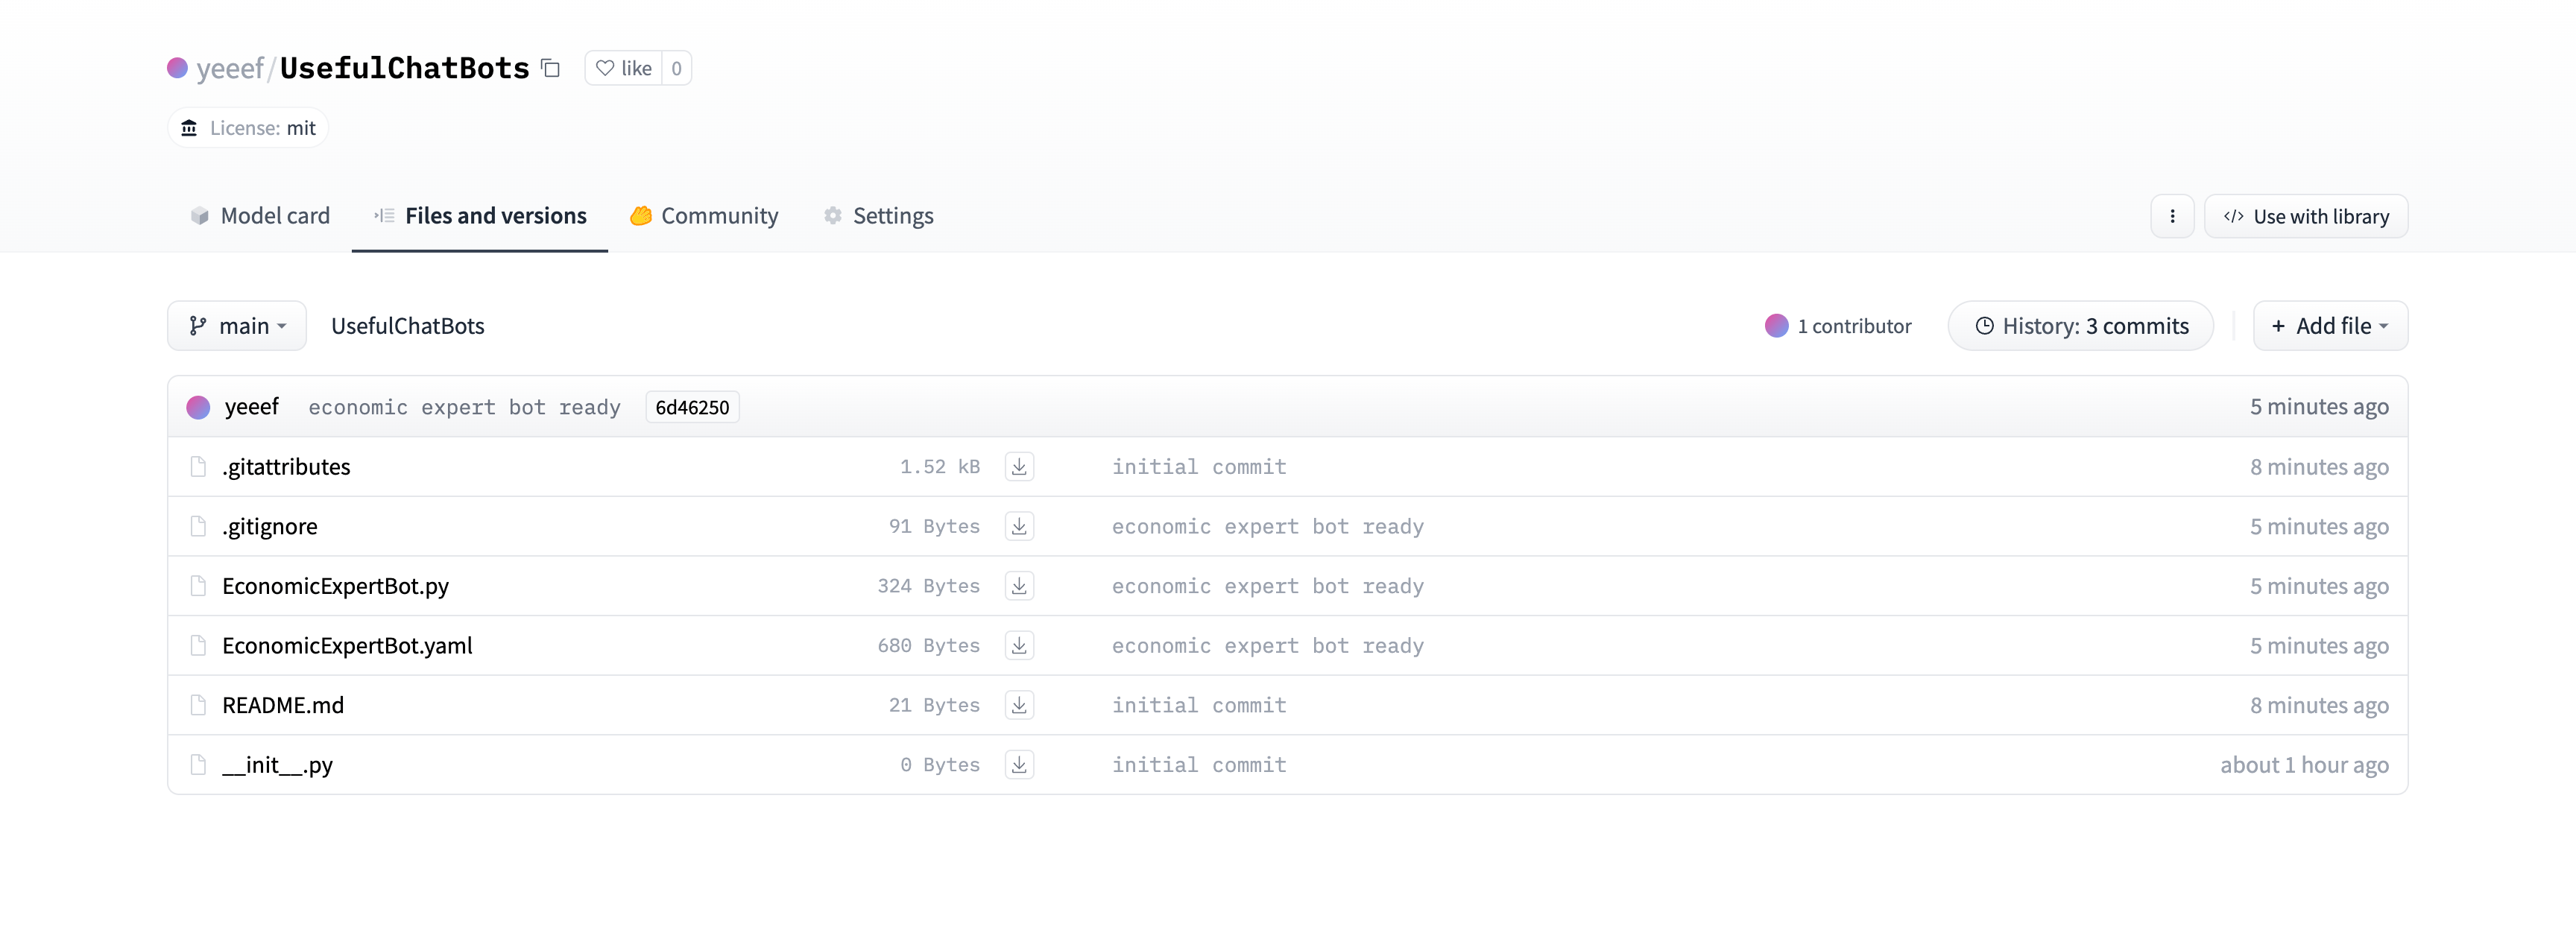 yeeef/UsefulChatBots like 0
License: mit
Model card Files and versions Community Settings Use with library
main UsefulChatBots 1 contributor History: 3 commits + Add file
yeeef economic expert bot ready 6d46250 5 minutes ago
.gitattributes 1.52 kB initial commit 8 minutes ago
.gitignore 91 Bytes economic expert bot ready 5 minutes ago
EconomicExpertBot.py 324 Bytes economic expert bot ready 5 minutes ago
EconomicExpertBot.yaml 680 Bytes economic expert bot ready 5 minutes ago
README.md 21 Bytes initial commit 8 minutes ago
__init__.py 0 Bytes initial commit about 1 hour ago